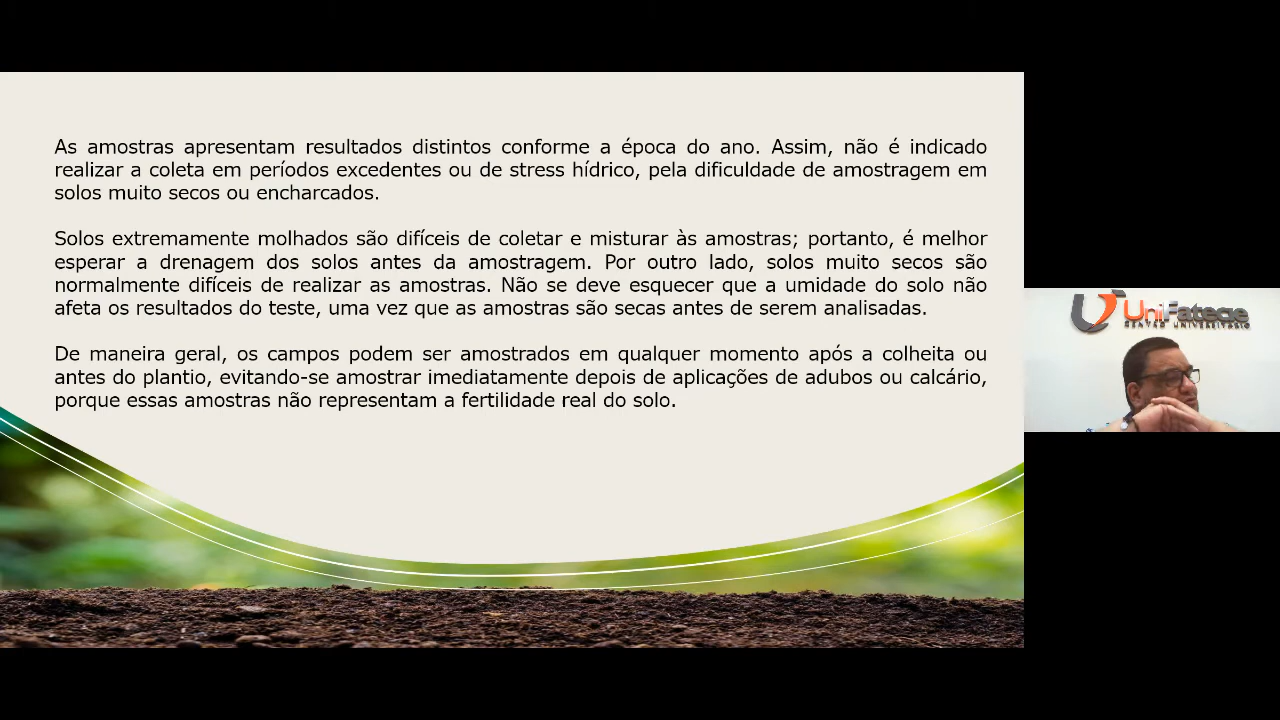 As amostras apresentam resultados distintos conforme a época do ano. Assim, não é indicado
realizar a coleta em períodos excedentes ou de stress hídrico, pela dificuldade de amostragem em
solos muito secos ou encharcados.
Solos extremamente molhados são difíceis de coletar e misturar às amostras; portanto, é melhor
esperar a drenagem dos solos antes da amostragem. Por outro lado, solos muito secos são
normalmente difíceis de realizar as amostras. Não se deve esquecer que a umidade do solo não
afeta os resultados do teste, uma vez que as amostras são secas antes de serem analisadas.
De maneira geral, os campos podem ser amostrados em qualquer momento após a colheita ou
antes do plantio, evitando-se amostrar imediatamente depois de aplicações de adubos ou calcário,
porque essas amostras não representam a fertilidade real do solo.
UniFatecie
CENTRO UNIVERSITÁRIO